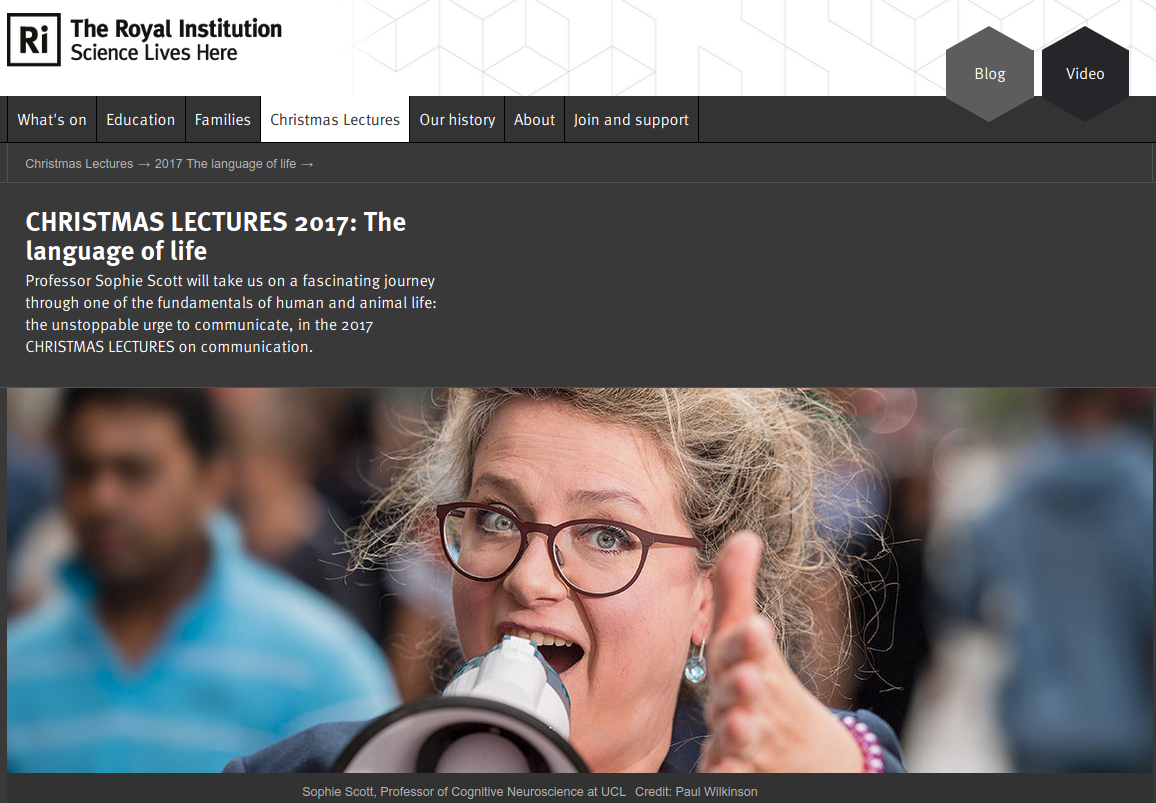 Ri
The Royal Institution
Science Lives Here
Blog
Video
What's on
Education
Families
Christmas Lectures
Our history
About
Join and support
Christmas Lectures → 2017 The language of life →
CHRISTMAS LECTURES 2017: The
language of life
Professor Sophie Scott will take us on a fascinating journey
through one of the fundamentals of human and animal life:
the unstoppable urge to communicate, in the 2017
CHRISTMAS LECTURES on communication.
Sophie Scott, Professor of Cognitive Neuroscience at UCL Credit: Paul Wilkinson